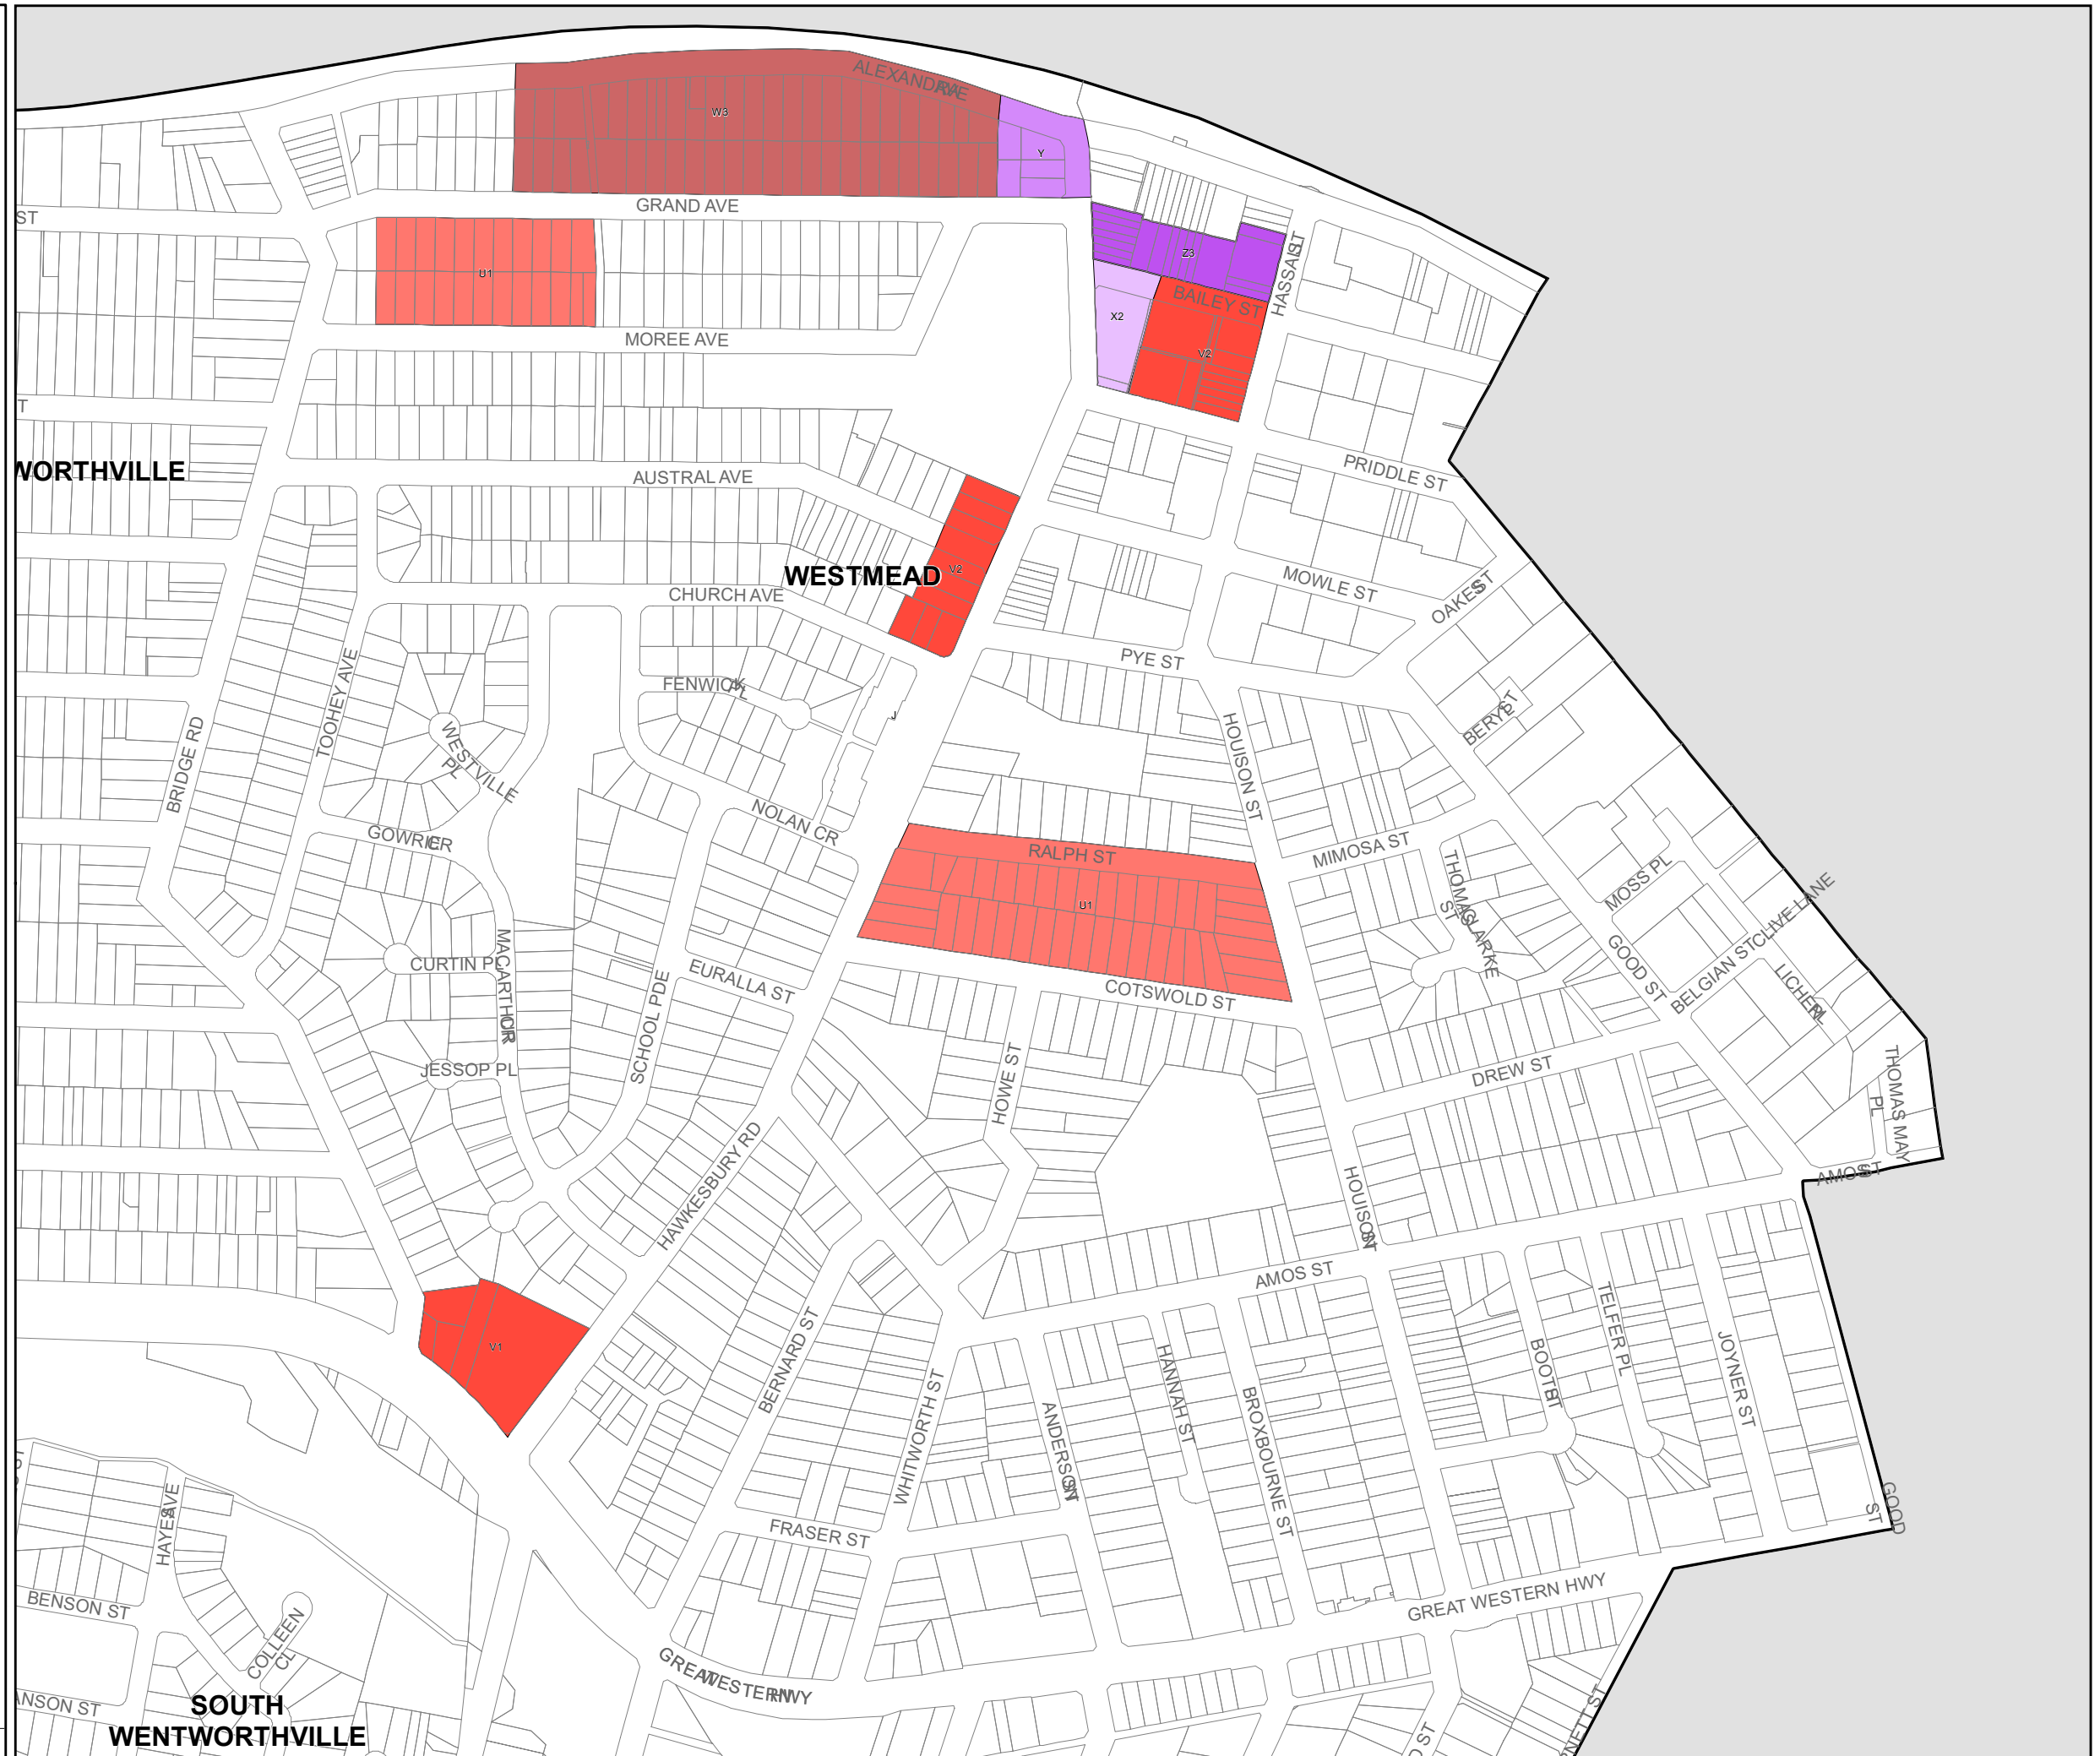 ALEXANDRA
AVE
W3
Y
ST
GRAND AVE
U1
Z3
HASSALL
ST
BAILEY ST
X2
MOREE AVE
V2
T
WORTHVILLE
AUSTRAL AVE
PRIDDLE ST
WESTMEAD
V2
CHURCH AVE
MOWLE ST
OAKES
ST
PYE ST
TOOHEY AVE
FENWICK
PL
J
BERYL
ST
BRIDGE RD
WESTVILLE
PL
HOUISON ST
NOLAN CR
GOWRIE
CR
RALPH ST
MIMOSA ST
MOSS PL
THOMAS
CLARKE
ST
U1
CLIVE LANE
MACARTHUR
CR
CURTIN PL
EURALLA ST
COTSWOLD ST
GOOD ST
BELGIAN ST
LICHEN
PL
SCHOOL PDE
HOWE ST
JESSOP PL
DREW ST
THOMAS MAY
PL
HAWKESBURY RD
HOUISON
ST
AMOS
ST
AMOS ST
V1
BERNARD ST
WHITWORTH ST
ANDERSON
ST
HANNAH ST
BROXBOURNE ST
BOOTH
ST
TELFER PL
JOYNER ST
GOOD
ST
HAYES
AVE
FRASER ST
BENSON ST
COLLEEN
CL
GREAT WESTERN HWY
GREAT
WESTERN
HWY
ANSON ST
SOUTH
WENTWORTHVILLE
D ST
NETT ST